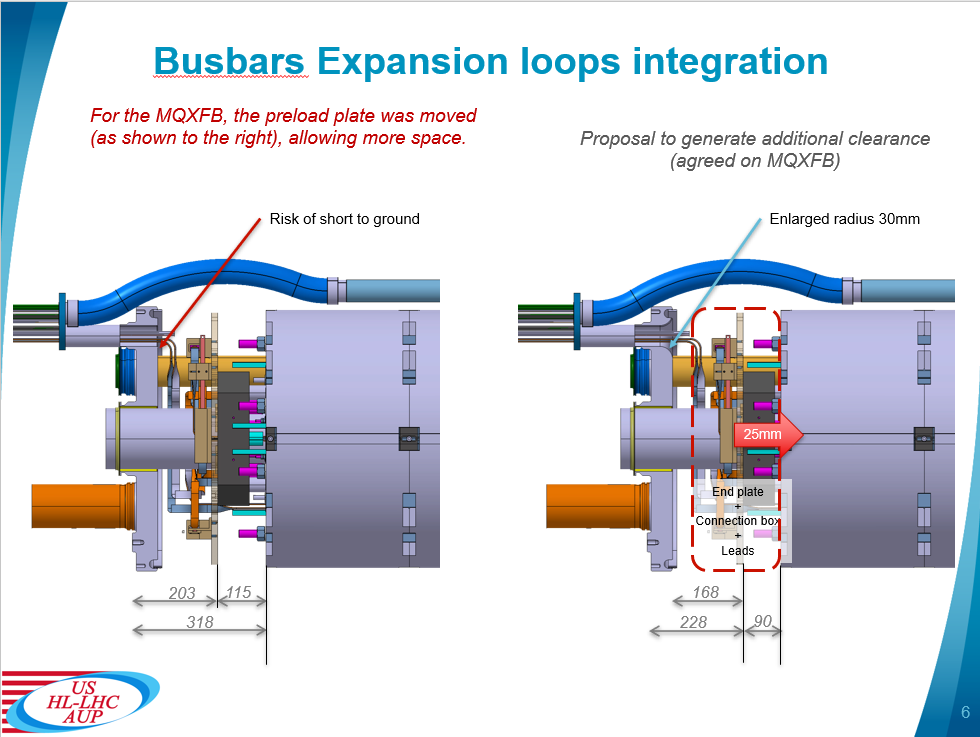 Busbars Expansion loops integration
For the MQXFB, the preload plate was moved
(as shown to the right), allowing more space.
Proposal to generate additional clearance
(agreed on MQXFB)
Risk of short to ground
Enlarged radius 30mm
25mm
End plate
+
Connection box
+
Leads
203
115
318
168
228
90
US
HL-LHC
AUP
6